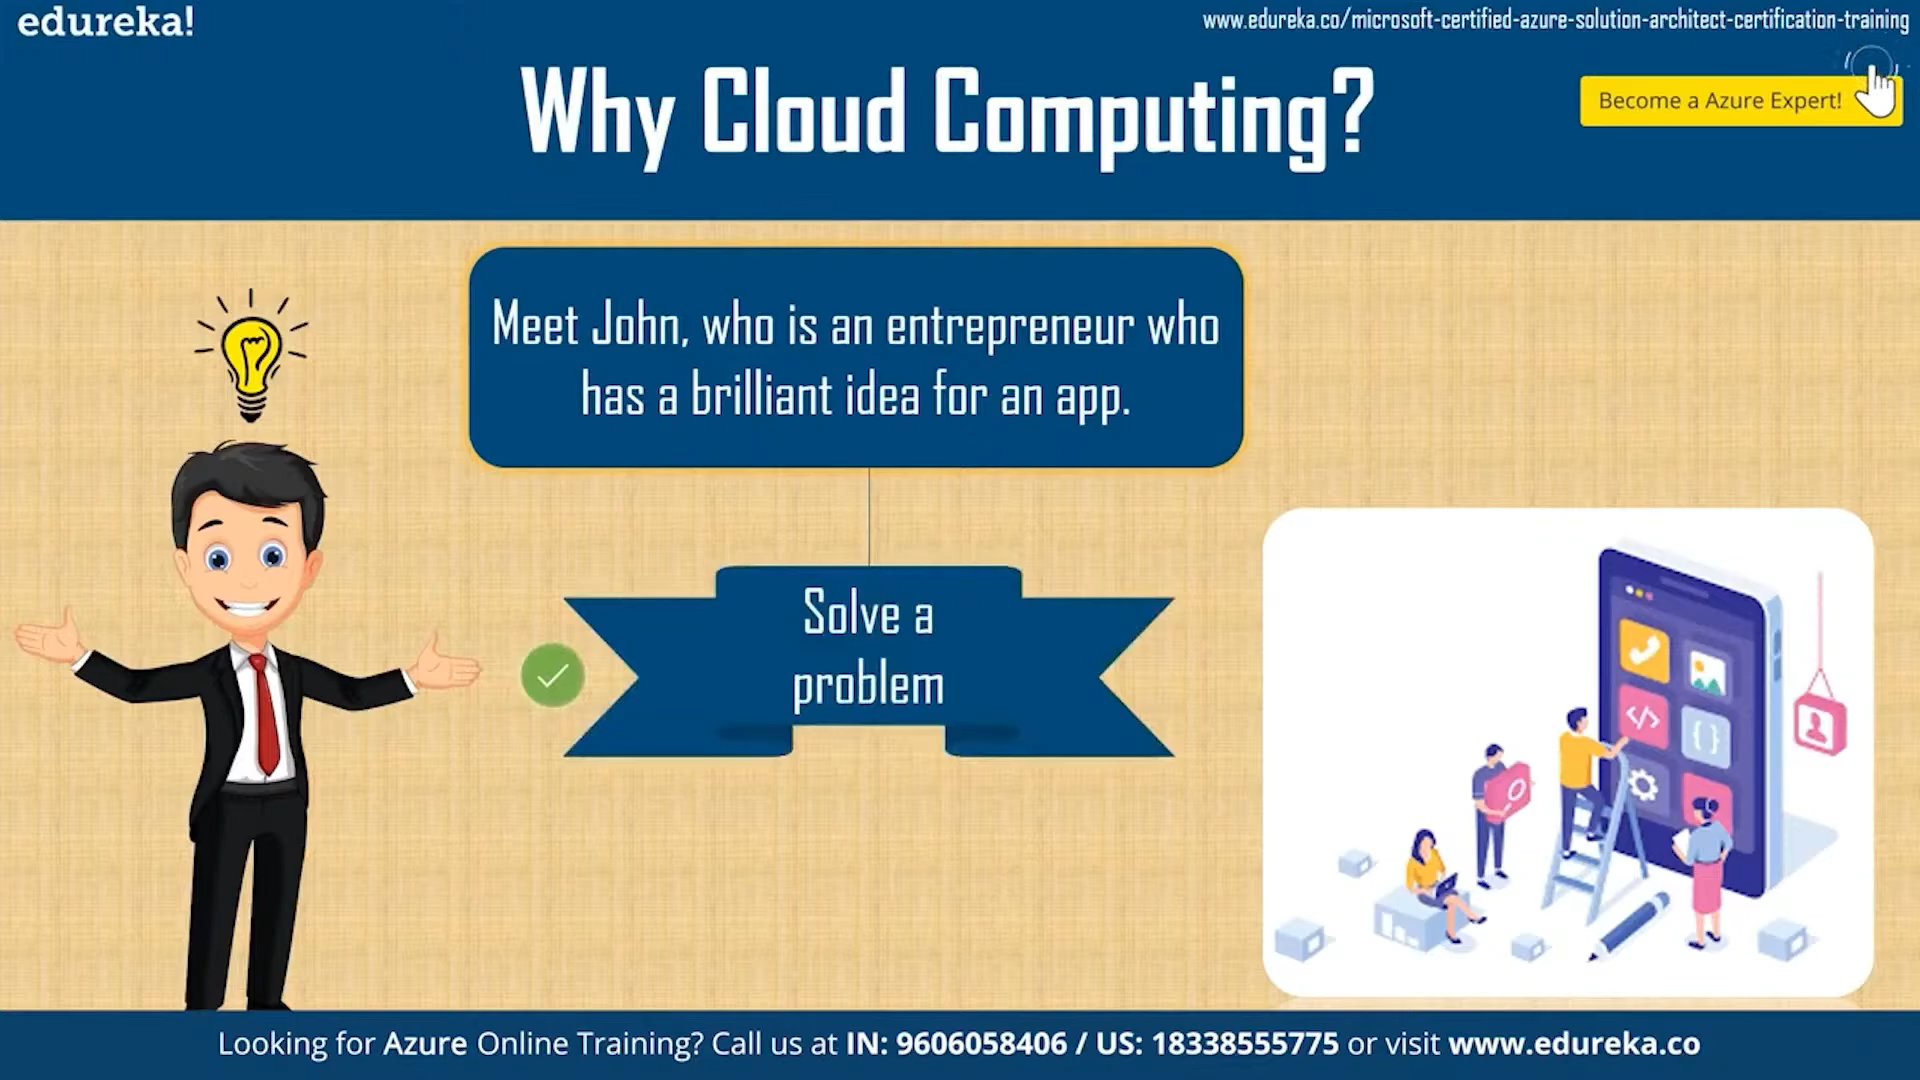 edureka!
www.edureka.co/microsoft-certified-azure-solution-architect-certification-training
Why Cloud Computing?
Become a Azure Expert!
Meet John, who is an entrepreneur who
has a brilliant idea for an app.
Solve a
problem
Looking for Azure Online Training? Call us at IN: 9606058406 / US: 18338555775 or visit www.edureka.co